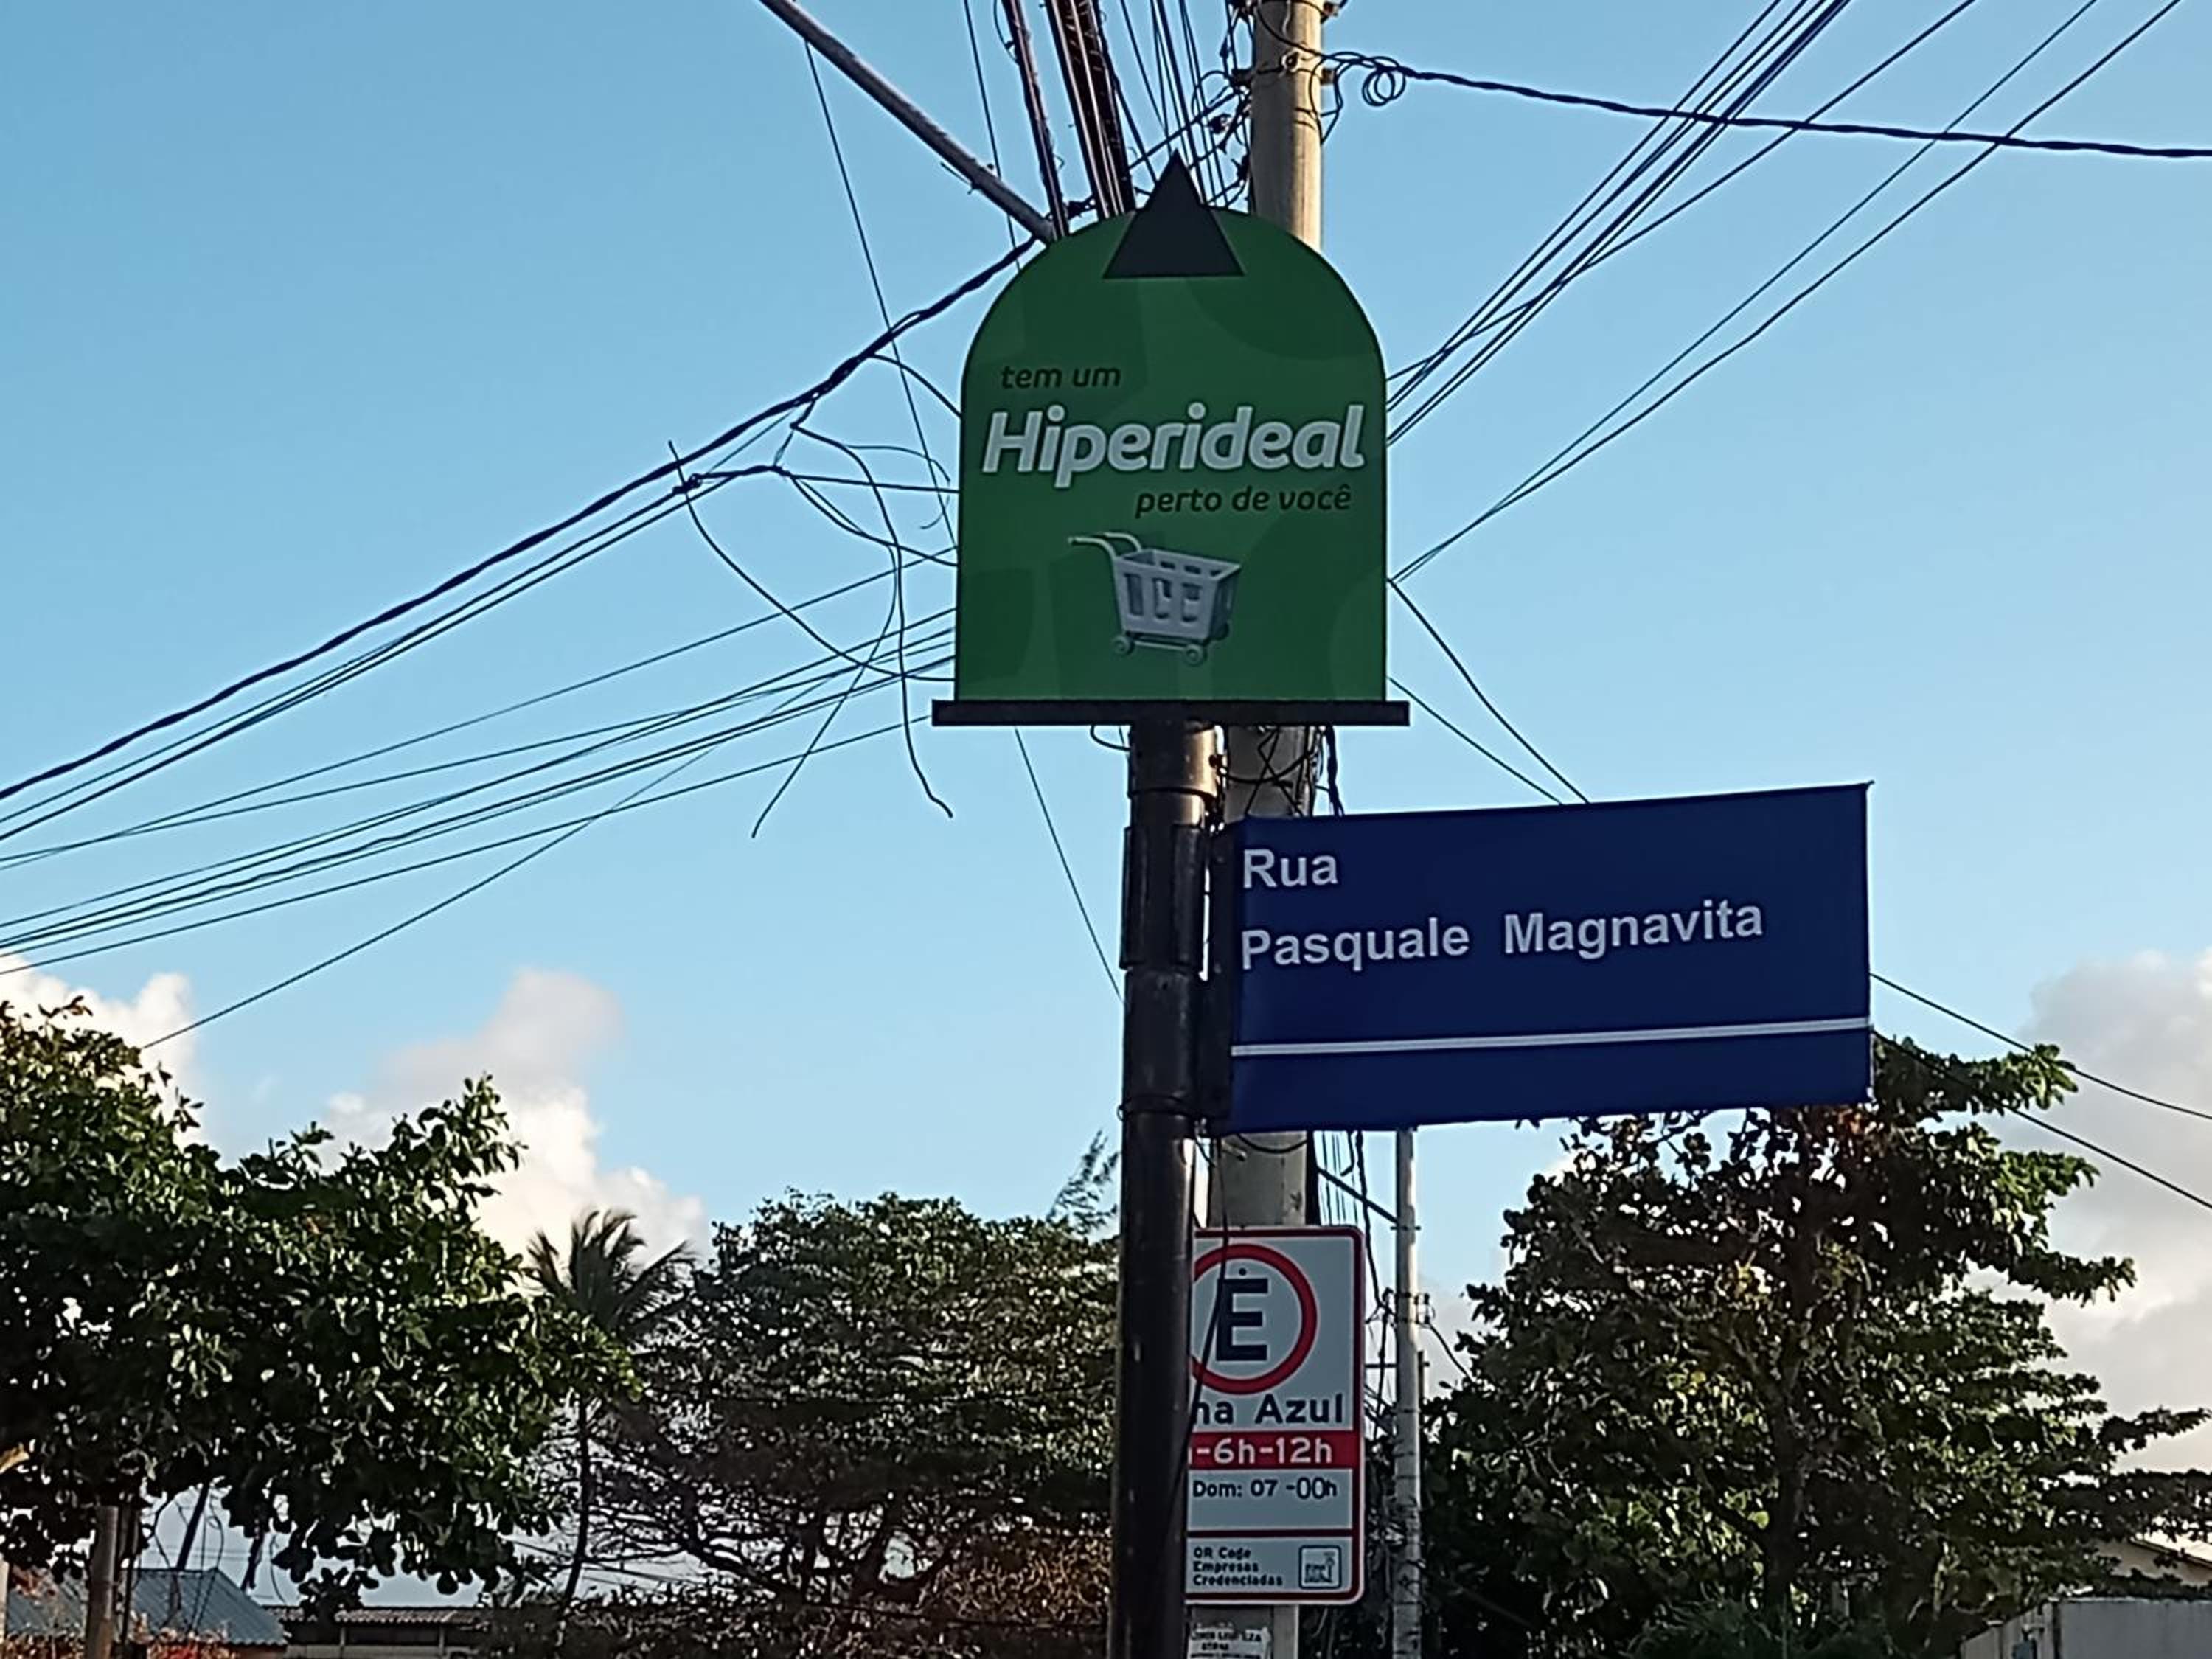 tem um
Hiperideal
perto de você
Rua
Pasquale Magnavita
E
na Azul
-6h-12h
Dom: 07 -00h
QR Code
Empresas
Credenciadas